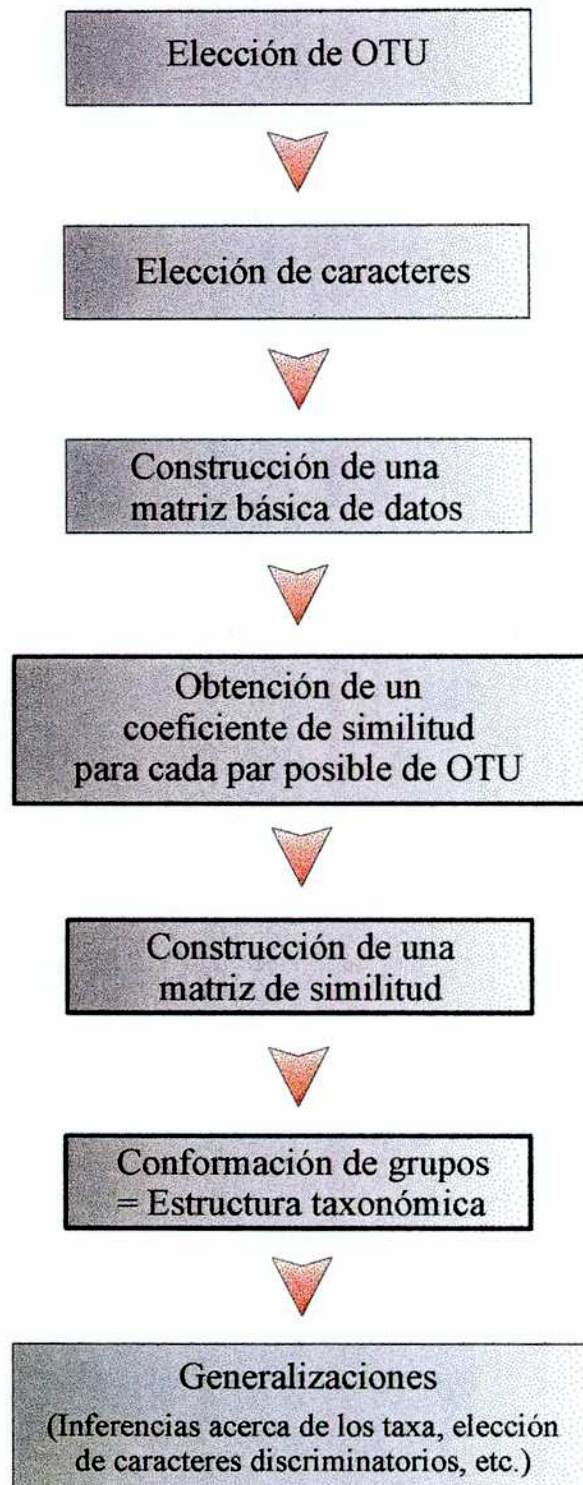 Elección de OTU
Elección de caracteres
Construcción de una
matriz básica de datos
Obtención de un
coeficiente de similitud
para cada par posible de OTU
Construcción de una
matriz de similitud
Conformación de grupos
= Estructura taxonómica
Generalizaciones
(Inferencias acerca de los taxa, elección
de caracteres discriminatorios, etc.)